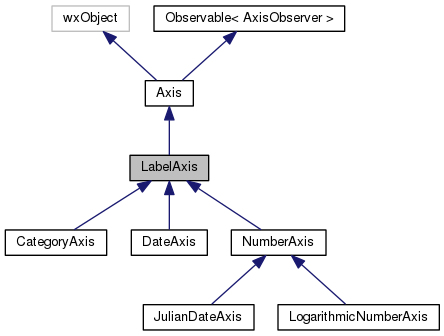 wxObject
Observable< AxisObserver >
Axis
LabelAxis
CategoryAxis
DateAxis
NumberAxis
JulianDateAxis
LogarithmicNumberAxis